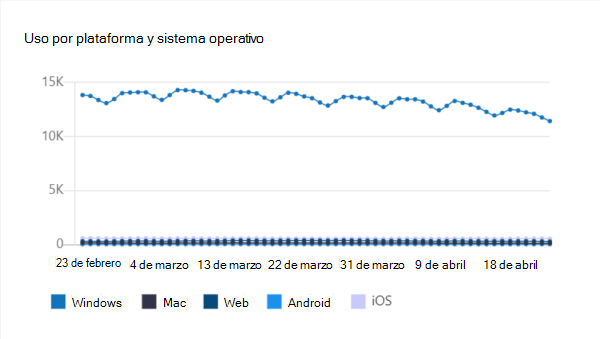 Uso por plataforma y sistema operativo
15K
10K
5K
0
23 de febrero 4 de marzo 13 de marzo 22 de marzo 31 de marzo 9 de abril 18 de abril
Windows Mac Web Android iOS